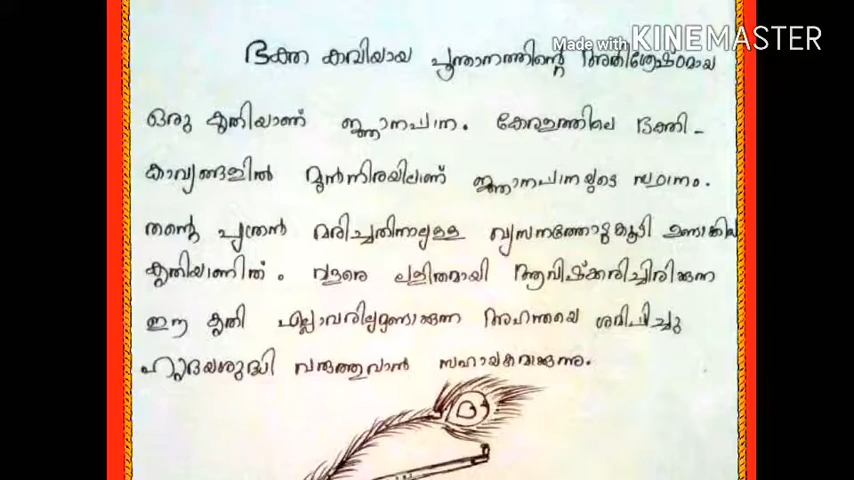 Made with KINEMASTER
ഭക്ത കവിയായ പൂന്താനത്തിന്റെ അതിശ്രേഷ്ഠമായ
ഒരു കൃതിയാണ് ജ്ഞാനപ്പാന. കേരളത്തിലെ ഭക്തി-
കാവ്യങ്ങളിൽ മുൻനിരയിലാണ് ജ്ഞാനപാനയുടെ സ്ഥാനം.
തന്റെ പുത്രൻ മരിച്ചതിനാലുള്ള വ്യസനത്തോടുകൂടി ഉണ്ടാക്കിയ
കൃതിയാണിത്. വളരെ ലളിതമായി ആവിഷ്ക്കരിച്ചിരിക്കുന്ന
ഈ കൃതി എല്ലാവരിലുമുണ്ടാകുന്ന അഹന്തയെ ശമിപ്പിച്ചു
ഹൃദയശുദ്ധി വരുത്തുവാൻ സഹായകമാകുന്നു.